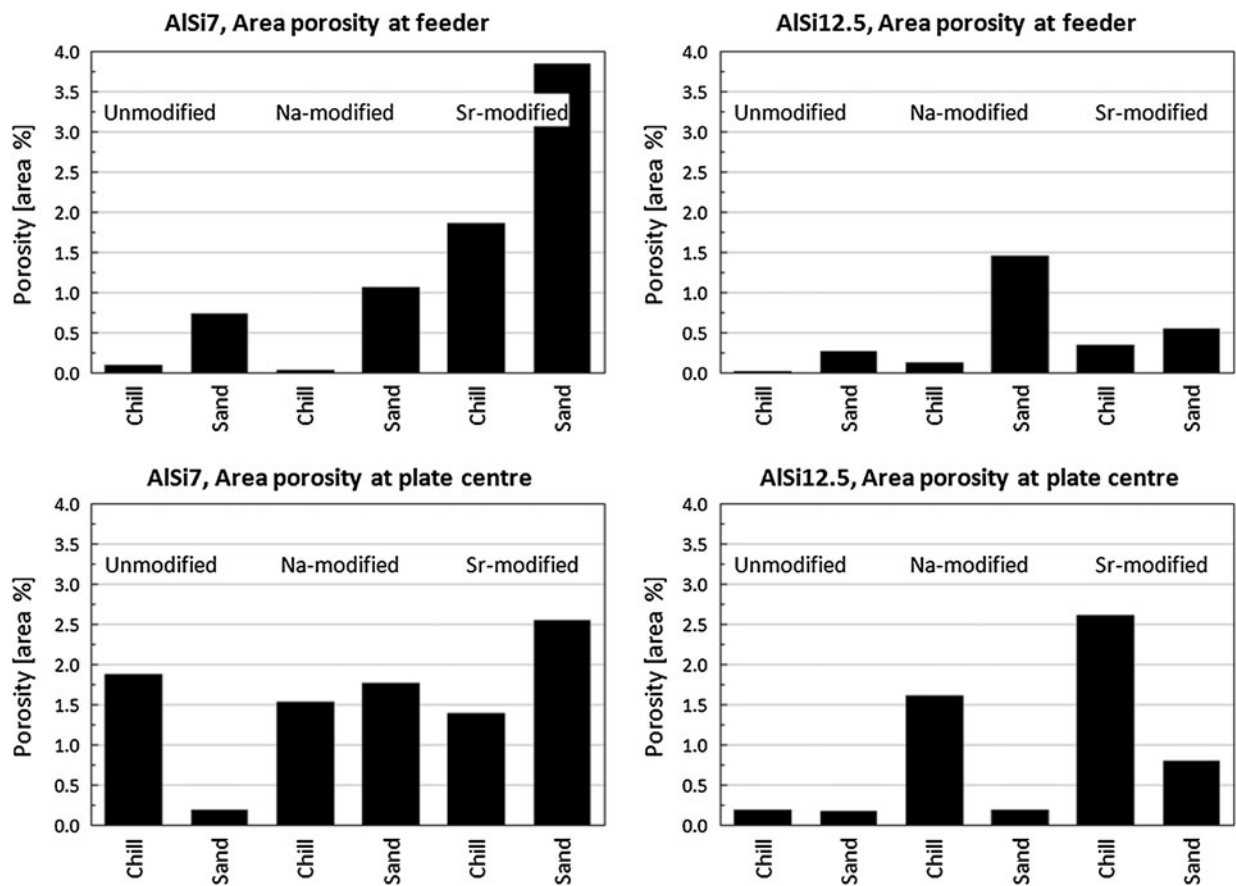 AlSi7, Area porosity at feeder
Porosity [area %]
4.0
3.5
3.0
2.5
2.0
1.5
1.0
0.5
0.0
Unmodified Na-modified Sr-modified
Chill Sand Chill Sand Chill Sand
AlSi12.5, Area porosity at feeder
Porosity [area %]
4.0
3.5
3.0
2.5
2.0
1.5
1.0
0.5
0.0
Unmodified Na-modified Sr-modified
Chill Sand Chill Sand Chill Sand
AlSi7, Area porosity at plate centre
Porosity [area %]
4.0
3.5
3.0
2.5
2.0
1.5
1.0
0.5
0.0
Unmodified Na-modified Sr-modified
Chill Sand Chill Sand Chill Sand
AlSi12.5, Area porosity at plate centre
Porosity [area %]
4.0
3.5
3.0
2.5
2.0
1.5
1.0
0.5
0.0
Unmodified Na-modified Sr-modified
Chill Sand Chill Sand Chill Sand